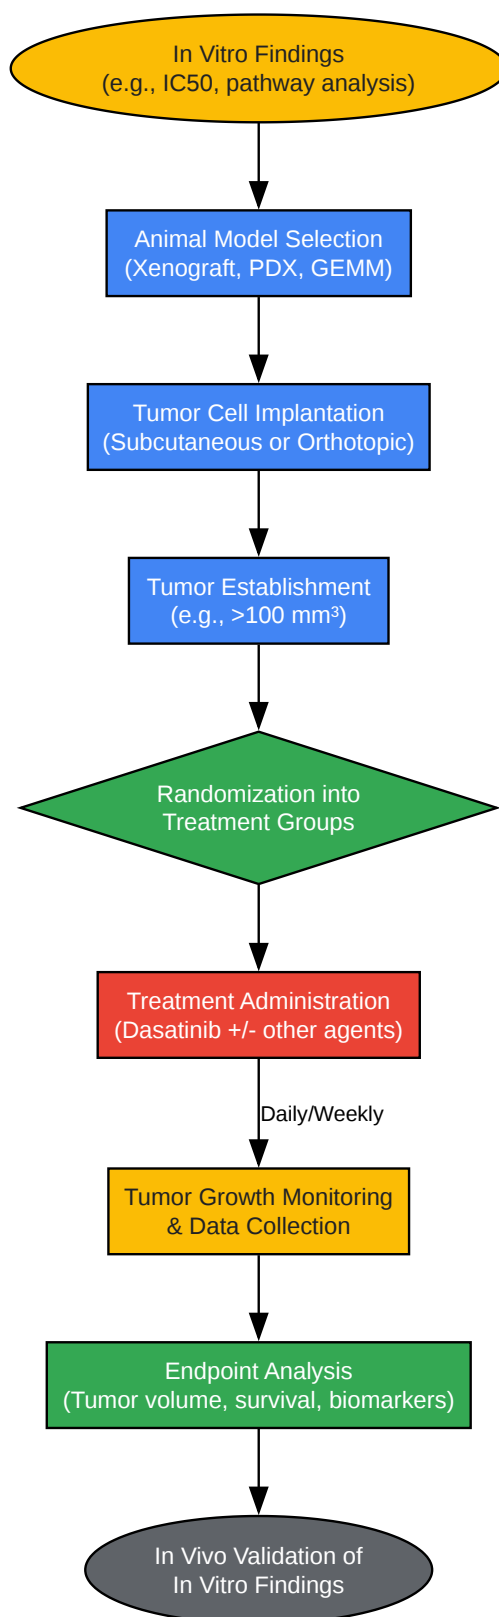 In Vitro Findings
(e.g., IC50, pathway analysis)
Animal Model Selection
(Xenograft, PDX, GEMM)
Tumor Cell Implantation
(Subcutaneous or Orthotopic)
Tumor Establishment
(e.g., >100 mm³)
Randomization into
Treatment Groups
Treatment Administration
(Dasatinib +/- other agents)
Daily/Weekly
Tumor Growth Monitoring
& Data Collection
Endpoint Analysis
(Tumor volume, survival, biomarkers)
In Vivo Validation of
In Vitro Findings